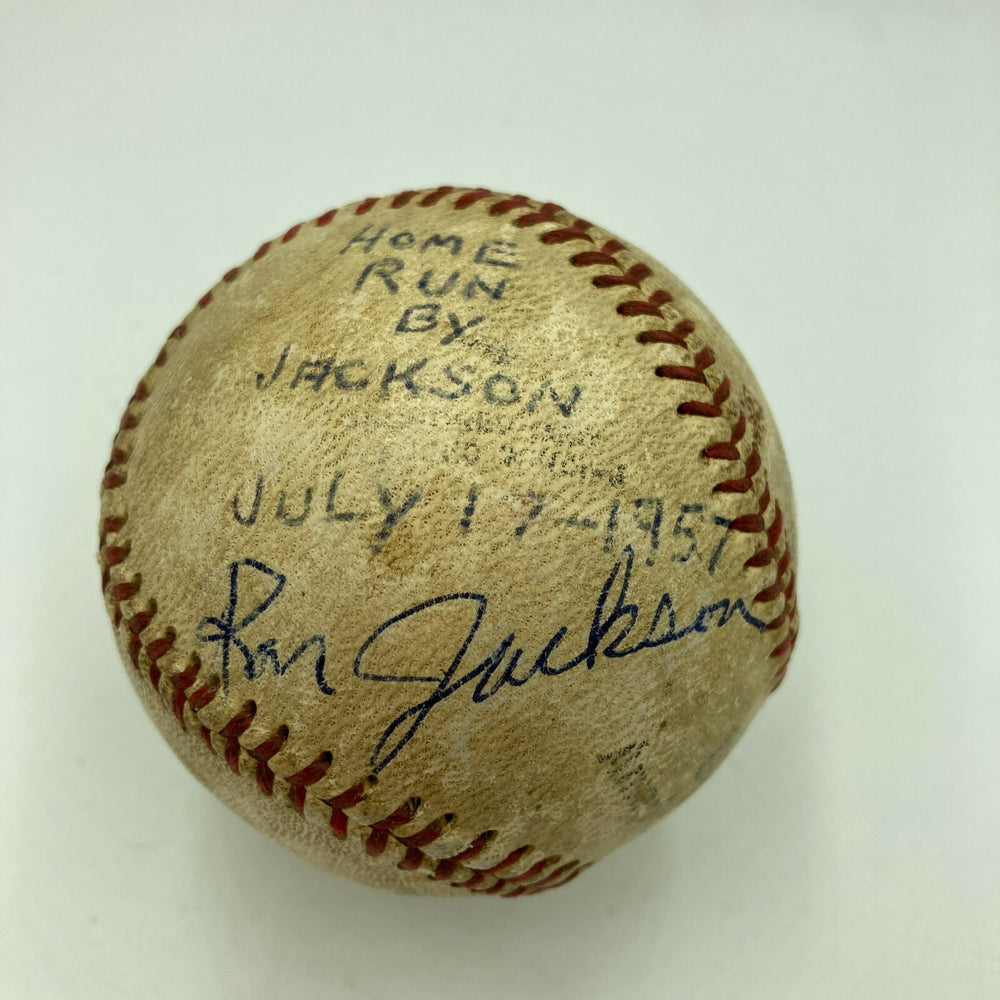 HOME
RUN
BY
JACKSON
JULY 17-1957
Ron Jackson